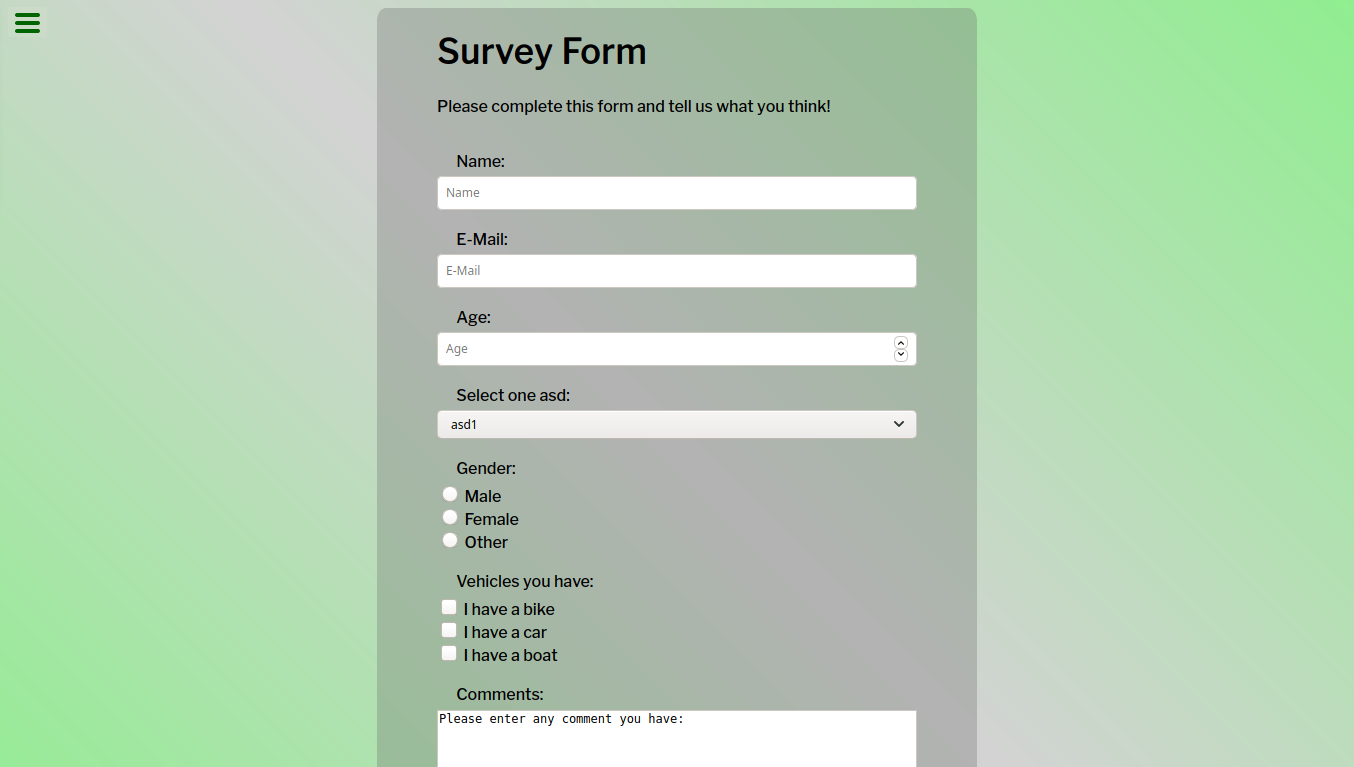 Survey Form
Please complete this form and tell us what you think!
Name:
Name
E-Mail:
E-Mail
Age:
Age
Select one asd:
asd1
Gender:
Male
Female
Other
Vehicles you have:
I have a bike
I have a car
I have a boat
Comments:
Please enter any comment you have: